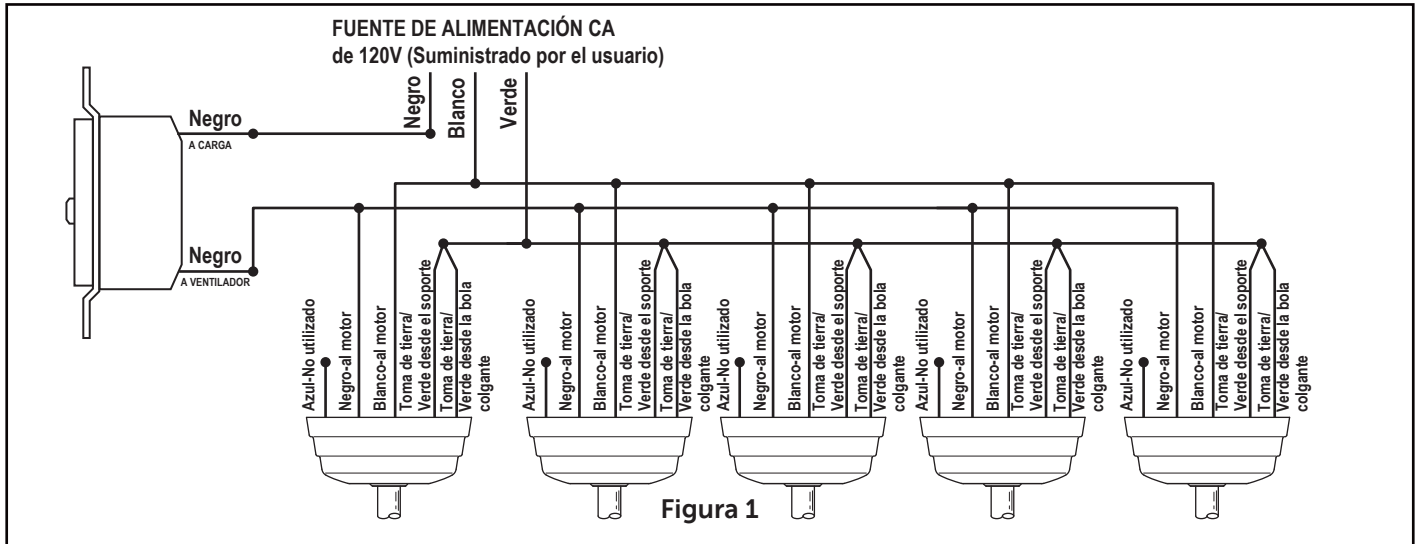 FUENTE DE ALIMENTACIÓN CA
de 120V (Suministrado por el usuario)
Negro
Blanco
Verde
Negro
A CARGA
Negro
A VENTILADOR
Azul-No utilizado
Negro-al motor
Blanco-al motor
Toma de tierra/
Verde desde el soporte
Toma de tierra/
Verde desde la bola
colgante
Azul-No utilizado
Negro-al motor
Blanco-al motor
Toma de tierra/
Verde desde el soporte
Toma de tierra/
Verde desde la bola
colgante
Azul-No utilizado
Negro-al motor
Blanco-al motor
Toma de tierra/
Verde desde el soporte
Toma de tierra/
Verde desde la bola
colgante
Azul-No utilizado
Negro-al motor
Blanco-al motor
Toma de tierra/
Verde desde el soporte
Toma de tierra/
Verde desde la bola
colgante
Azul-No utilizado
Negro-al motor
Blanco-al motor
Toma de tierra/
Verde desde el soporte
Toma de tierra/
Verde desde la bola
colgante
Figura 1